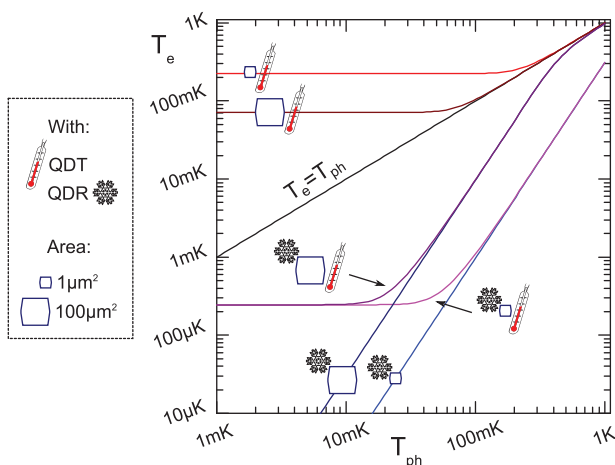 With:
QDT
QDR
Area:
1μm²
100μm²
Te
1K
100mK
10mK
1mK
100μK
10μK
Te=Tph
1mK
10mK
100mK
1K
Tph